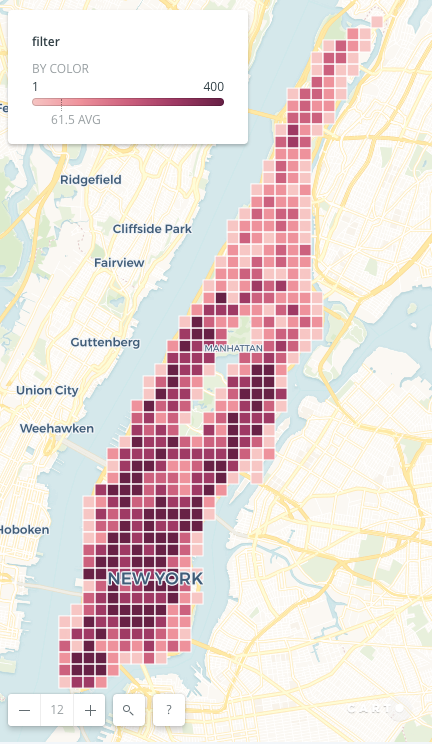 filter
BY COLOR
1 400
61.5 AVG
Ridgefield
Cliffside Park
Fairview
Guttenberg
MANHATTAN
Union City
Weehawken
Hoboken
NEW YORK
12
?
CARTO